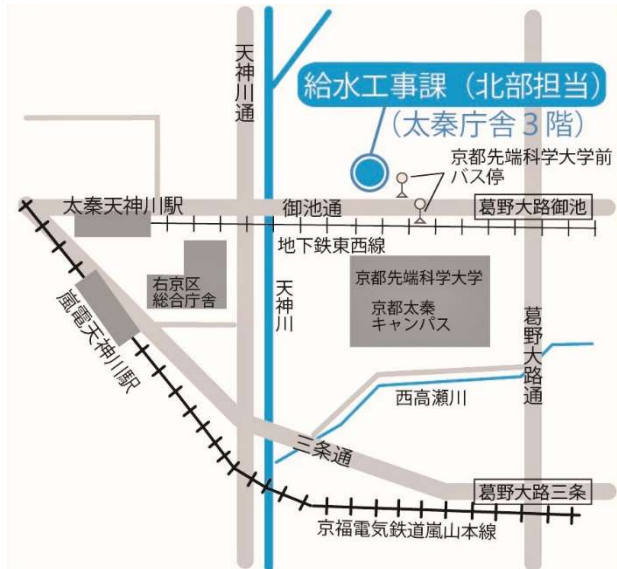 天神川通
給水工事課（北部担当）
（太秦庁舎３階）
京都先端科学大学前
バス停
太秦天神川駅
御池通
葛野大路御池
地下鉄東西線
右京区
総合庁舎
天神川
京都先端科学大学
京都太秦
キャンパス
葛野大路通
嵐電天神川駅
西高瀬川
三条通
葛野大路三条
京福電気鉄道嵐山本線